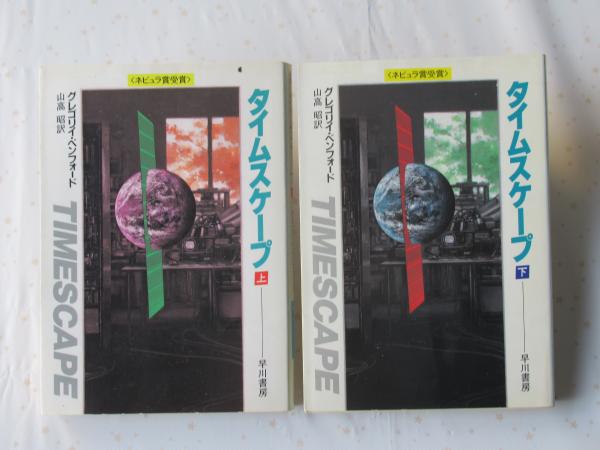 〈ネビュラ賞受賞〉
タイムスケープ
上
グレゴリイ・ベンフォード
山高 昭訳
TIMESCAPE
早川書房
〈ネビュラ賞受賞〉
タイムスケープ
下
グレゴリイ・ベンフォード
山高 昭訳
TIMESCAPE
早川書房